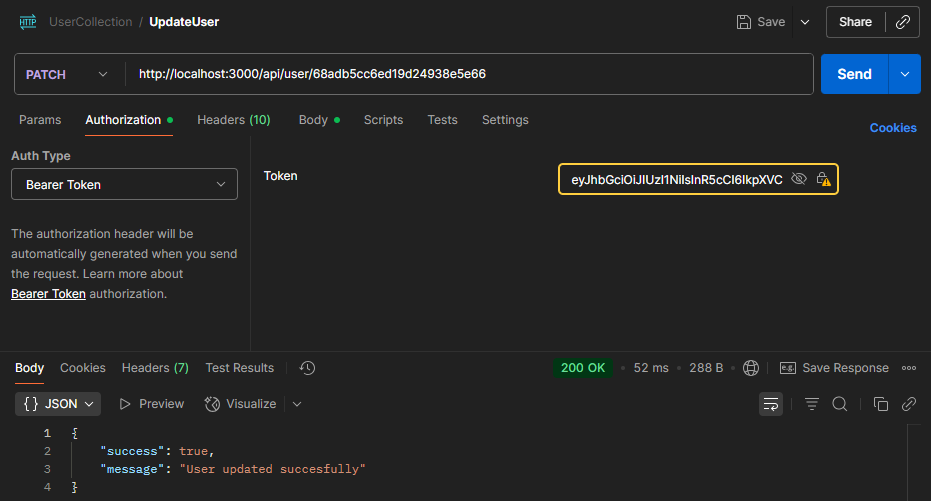 HTTP UserCollection / UpdateUser Save Share
PATCH http://localhost:3000/api/user/68adb5cc6ed19d24938e5e66 Send
Params Authorization Headers (10) Body Scripts Tests Settings Cookies
Auth Type
Bearer Token
Token eyJhbGciOiJIUzI1NiIsInR5cCI6IkpXVC
The authorization header will be
automatically generated when you send
the request. Learn more about
Bearer Token authorization.
Body Cookies Headers (7) Test Results 200 OK 52 ms 288 B e.g. Save Response
{} JSON Preview Visualize
1 {
2 "success": true,
3 "message": "User updated succesfully"
4 }